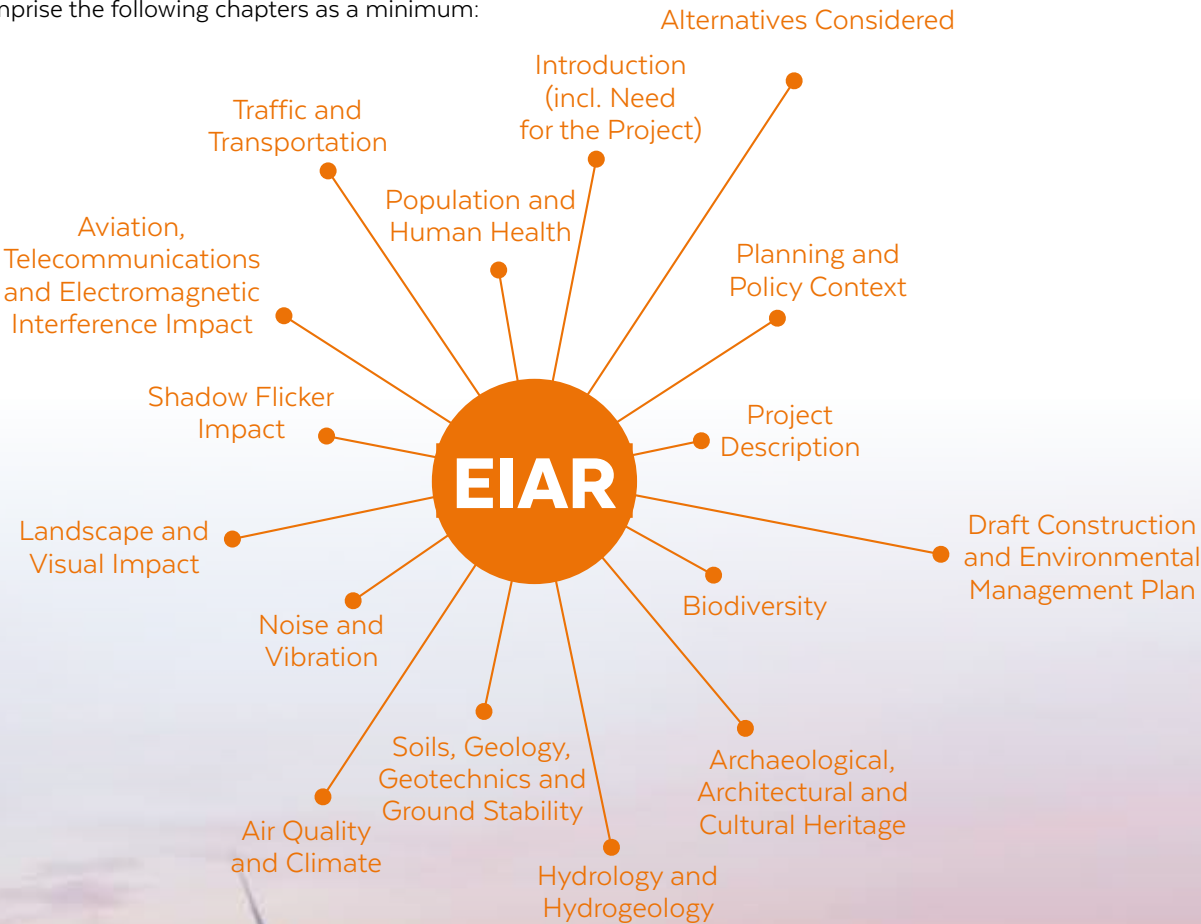 mprise the following chapters as a minimum:
Alternatives Considered
Introduction
(incl. Need
for the Project)
Traffic and
Transportation
Population and
Human Health
Aviation,
Telecommunications
and Electromagnetic
Interference Impact
Planning and
Policy Context
Shadow Flicker
Impact
Project
Description
EIAR
Landscape and
Visual Impact
Draft Construction
and Environmental
Management Plan
Biodiversity
Noise and
Vibration
Soils, Geology,
Geotechnics and
Ground Stability
Archaeological,
Architectural and
Cultural Heritage
Air Quality
and Climate
Hydrology and
Hydrogeology